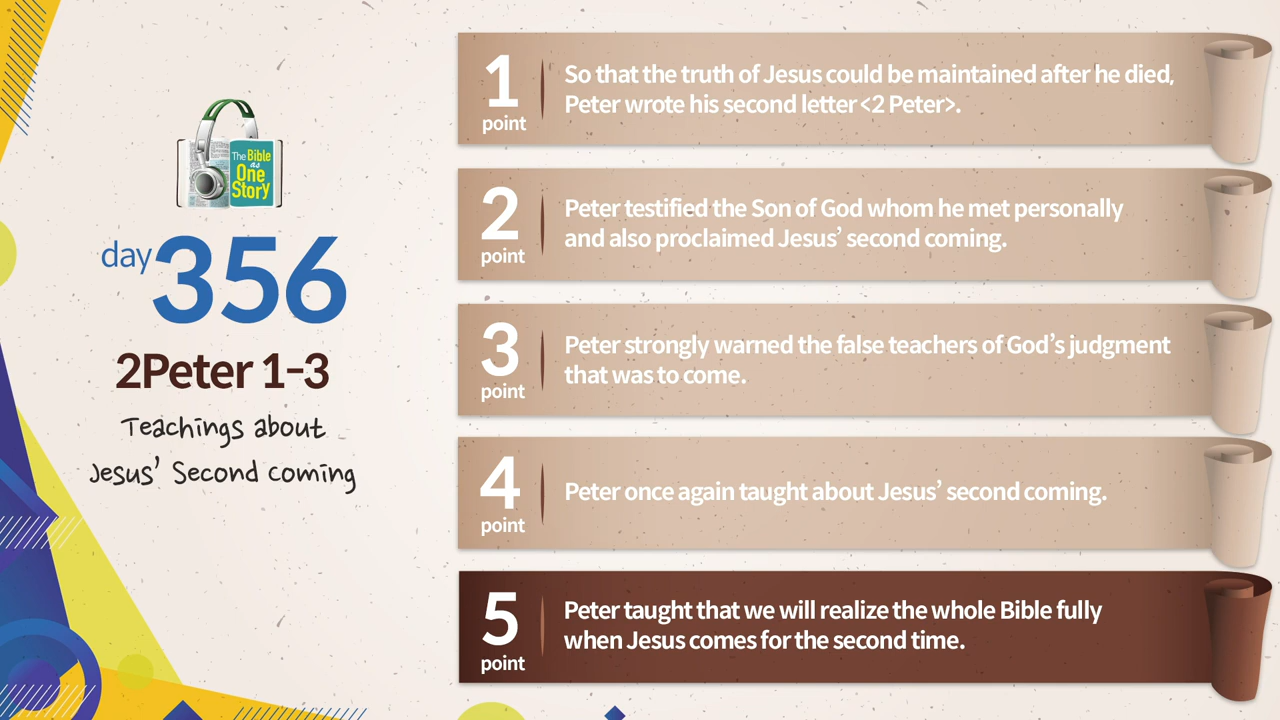 The Bible
as
One
Story
day 356
2Peter 1-3
Teachings about
Jesus' Second coming
1
point
So that the truth of Jesus could be maintained after he died,
Peter wrote his second letter <2 Peter>.
2
point
Peter testified the Son of God whom he met personally
and also proclaimed Jesus' second coming.
3
point
Peter strongly warned the false teachers of God's judgment
that was to come.
4
point
Peter once again taught about Jesus' second coming.
5
point
Peter taught that we will realize the whole Bible fully
when Jesus comes for the second time.